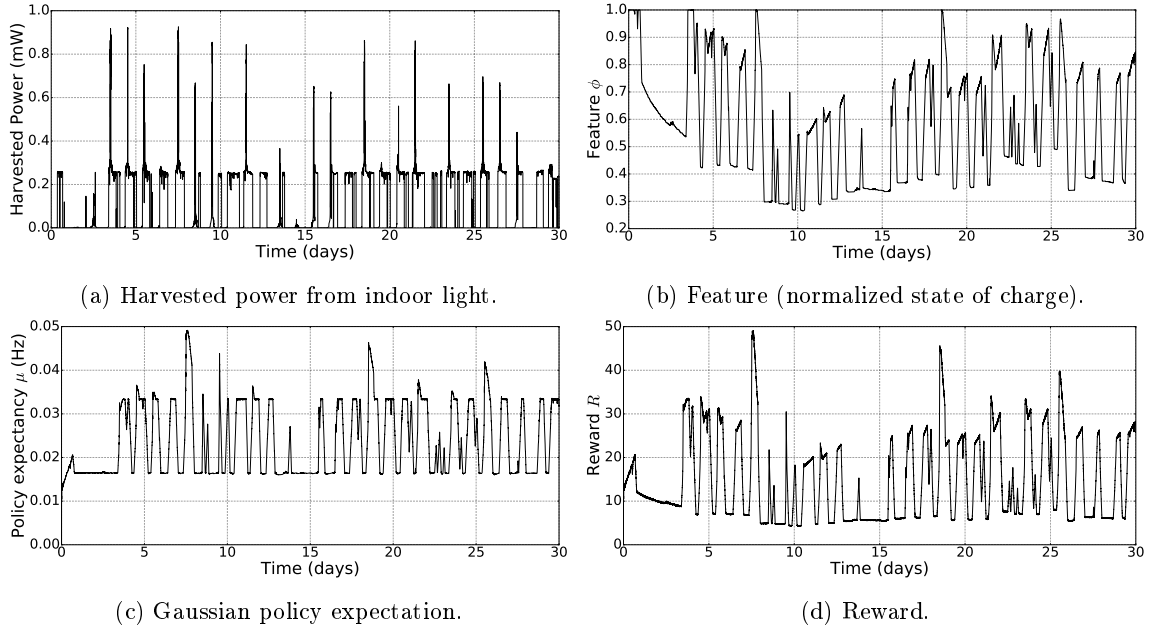 1.0
0.8
0.6
0.4
0.2
0.0
Harvested Power (mW)
0 5 10 15 20 25 30
Time (days)
(a) Harvested power from indoor light.
1.0
0.9
0.8
0.7
0.6
0.5
0.4
0.3
0.2
Feature ϕ
0 5 10 15 20 25 30
Time (days)
(b) Feature (normalized state of charge).
0.05
0.04
0.03
0.02
0.01
0.00
Policy expectancy μ (Hz)
0 5 10 15 20 25 30
Time (days)
(c) Gaussian policy expectation.
50
40
30
20
10
0
Reward R
0 5 10 15 20 25 30
Time (days)
(d) Reward.